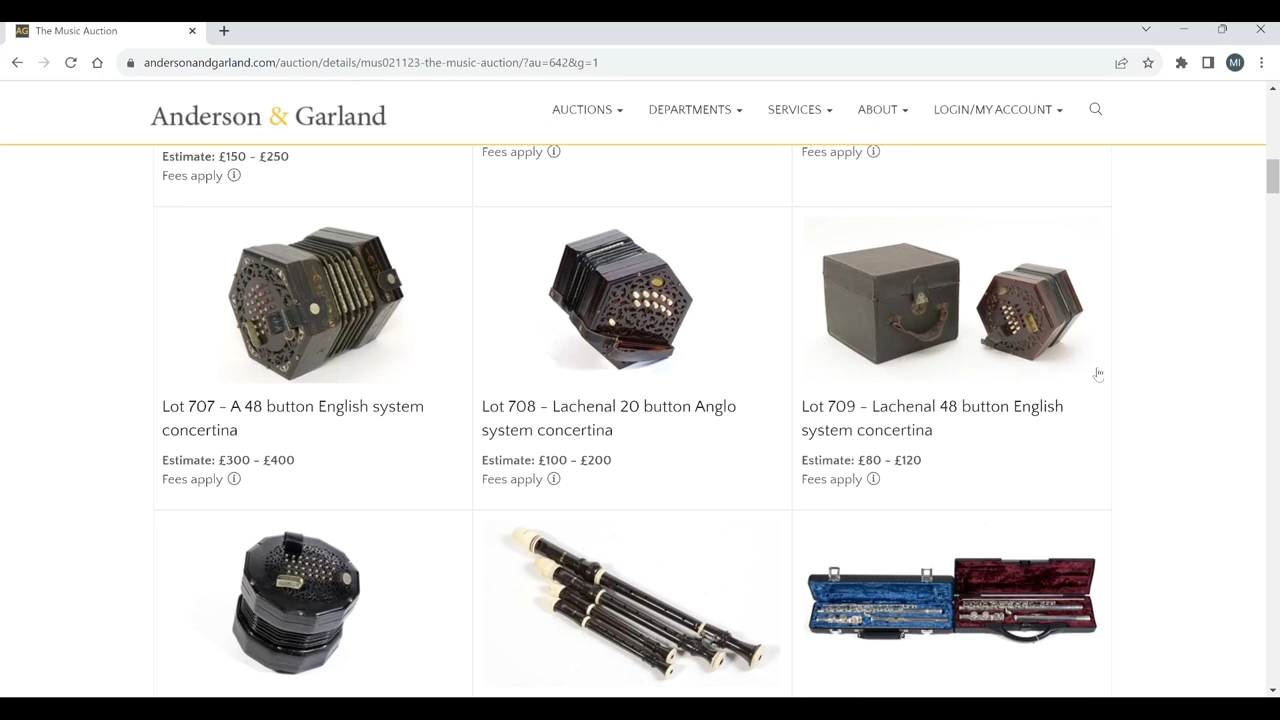 AG The Music Auction
andersonandgarland.com/auction/details/mus021123-the-music-auction/?au=642&g=1
MI
Anderson & Garland
AUCTIONS DEPARTMENTS SERVICES ABOUT LOGIN/MY ACCOUNT
Estimate: £150 - £250
Fees apply
Fees apply
Fees apply
Lot 707 - A 48 button English system
concertina
Estimate: £300 - £400
Fees apply
Lot 708 - Lachenal 20 button Anglo
system concertina
Estimate: £100 - £200
Fees apply
Lot 709 - Lachenal 48 button English
system concertina
Estimate: £80 - £120
Fees apply